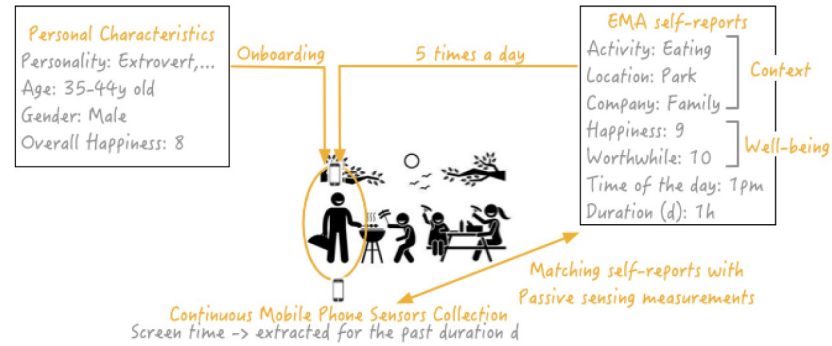 Personal Characteristics
Personality: Extrovert,...
Age: 35-44y old
Gender: Male
Overall Happiness: 8
Onboarding
5 times a day
EMA self-reports
Activity: Eating
Location: Park
Company: Family
Context
Happiness: 9
Worthwhile: 10
Well-being
Time of the day: 1pm
Duration (d): 1h
Matching self-reports with
Passive sensing measurements
Continuous Mobile Phone Sensors Collection
Screen time -> extracted for the past duration d